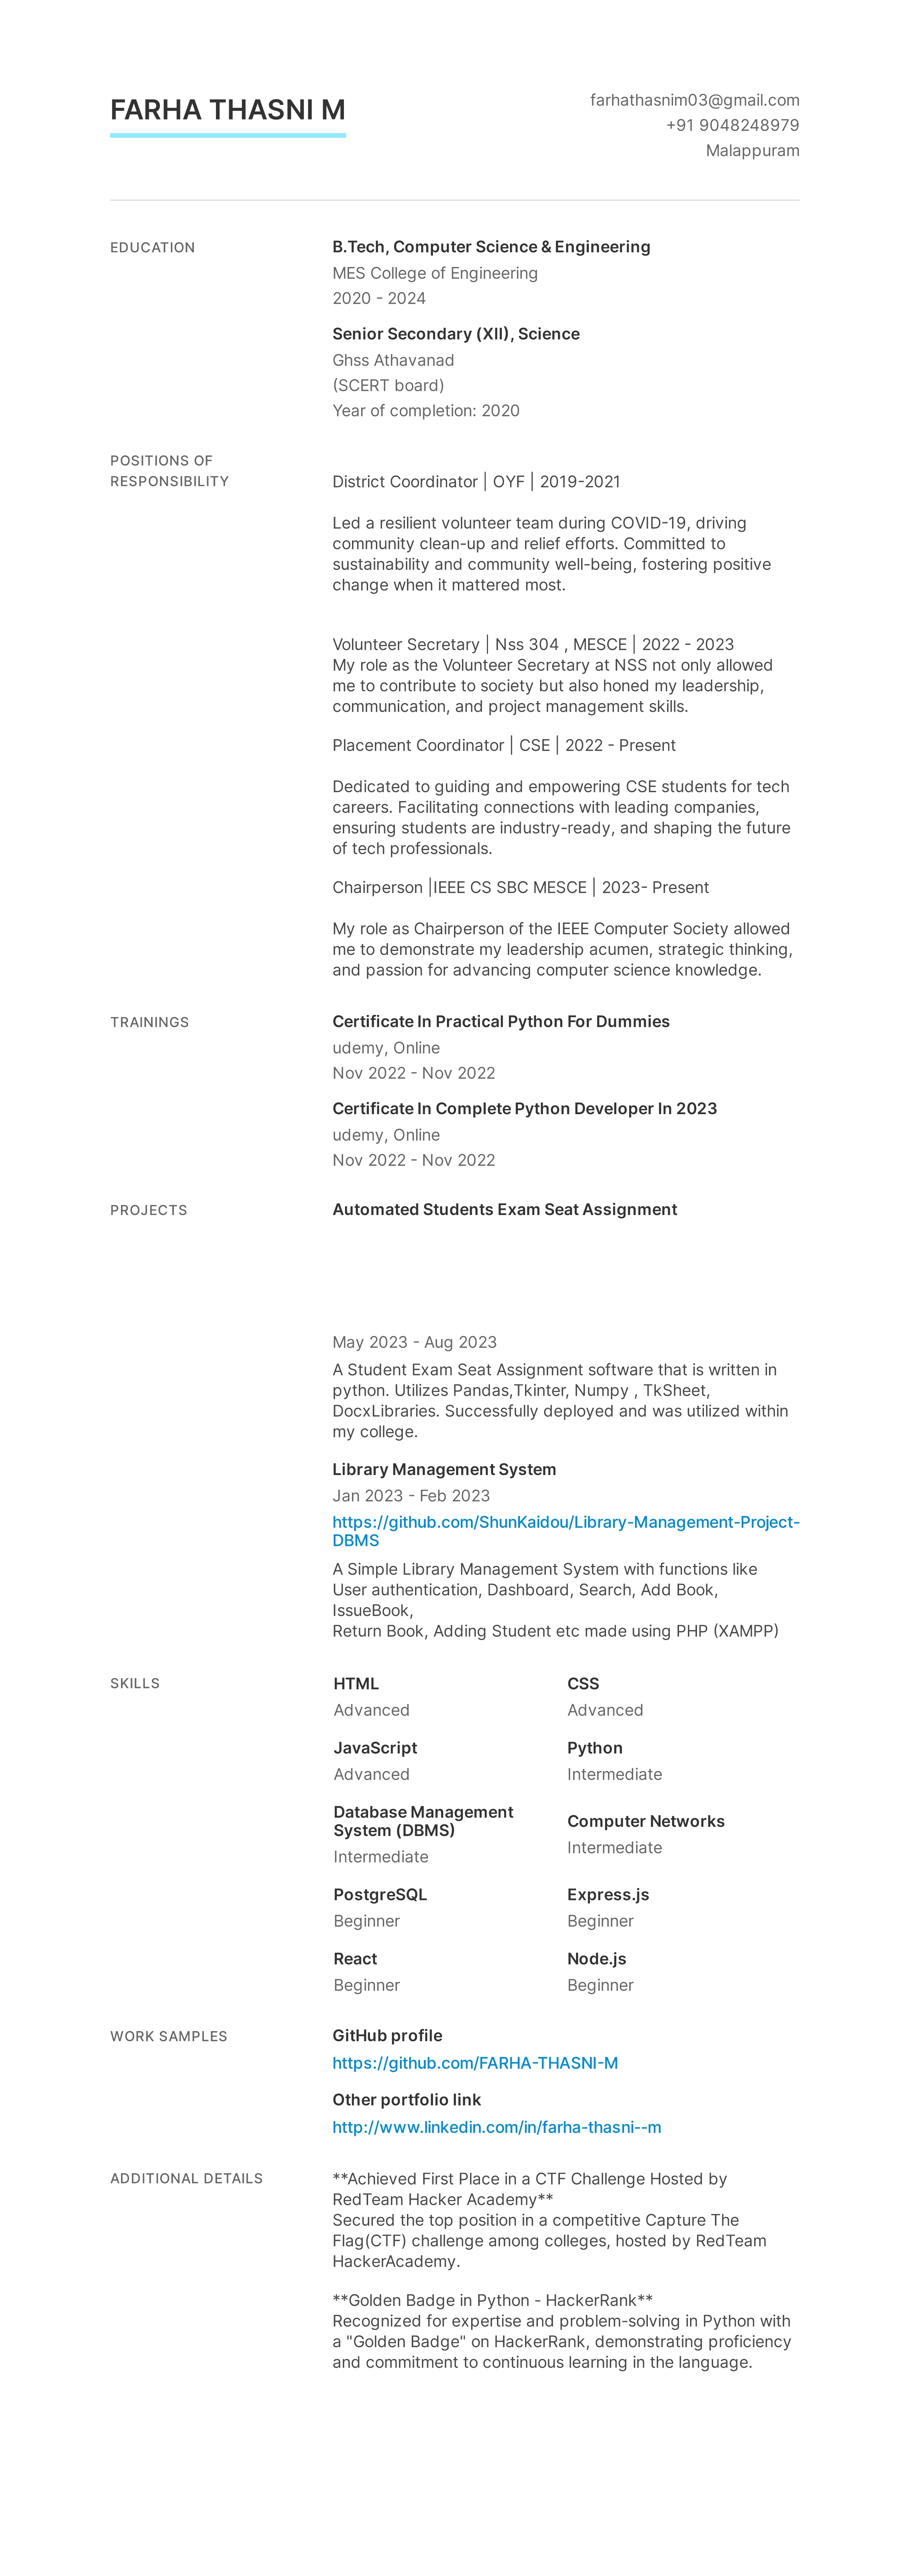 FARHA THASNI M
farhathasnim03@gmail.com
+91 9048248979
Malappuram
EDUCATION
B.Tech, Computer Science & Engineering
MES College of Engineering
2020 - 2024
Senior Secondary (XII), Science
Ghss Athavanad
(SCERT board)
Year of completion: 2020
POSITIONS OF
RESPONSIBILITY
District Coordinator | OYF | 2019-2021
Led a resilient volunteer team during COVID-19, driving
community clean-up and relief efforts. Committed to
sustainability and community well-being, fostering positive
change when it mattered most.
Volunteer Secretary | Nss 304 , MESCE | 2022 - 2023
My role as the Volunteer Secretary at NSS not only allowed
me to contribute to society but also honed my leadership,
communication, and project management skills.
Placement Coordinator | CSE | 2022 - Present
Dedicated to guiding and empowering CSE students for tech
careers. Facilitating connections with leading companies,
ensuring students are industry-ready, and shaping the future
of tech professionals.
Chairperson |IEEE CS SBC MESCE | 2023- Present
My role as Chairperson of the IEEE Computer Society allowed
me to demonstrate my leadership acumen, strategic thinking,
and passion for advancing computer science knowledge.
TRAININGS
Certificate In Practical Python For Dummies
udemy, Online
Nov 2022 - Nov 2022
Certificate In Complete Python Developer In 2023
udemy, Online
Nov 2022 - Nov 2022
PROJECTS
Automated Students Exam Seat Assignment
May 2023 - Aug 2023
A Student Exam Seat Assignment software that is written in
python. Utilizes Pandas,Tkinter, Numpy , TkSheet,
DocxLibraries. Successfully deployed and was utilized within
my college.
Library Management System
Jan 2023 - Feb 2023
https://github.com/ShunKaidou/Library-Management-Project-
DBMS
A Simple Library Management System with functions like
User authentication, Dashboard, Search, Add Book,
IssueBook,
Return Book, Adding Student etc made using PHP (XAMPP)
SKILLS
HTML
Advanced
CSS
Advanced
JavaScript
Advanced
Python
Intermediate
Database Management
System (DBMS)
Intermediate
Computer Networks
Intermediate
PostgreSQL
Beginner
Express.js
Beginner
React
Beginner
Node.js
Beginner
WORK SAMPLES
GitHub profile
https://github.com/FARHA-THASNI-M
Other portfolio link
http://www.linkedin.com/in/farha-thasni--m
ADDITIONAL DETAILS
**Achieved First Place in a CTF Challenge Hosted by
RedTeam Hacker Academy**
Secured the top position in a competitive Capture The
Flag(CTF) challenge among colleges, hosted by RedTeam
HackerAcademy.
**Golden Badge in Python - HackerRank**
Recognized for expertise and problem-solving in Python with
a "Golden Badge" on HackerRank, demonstrating proficiency
and commitment to continuous learning in the language.